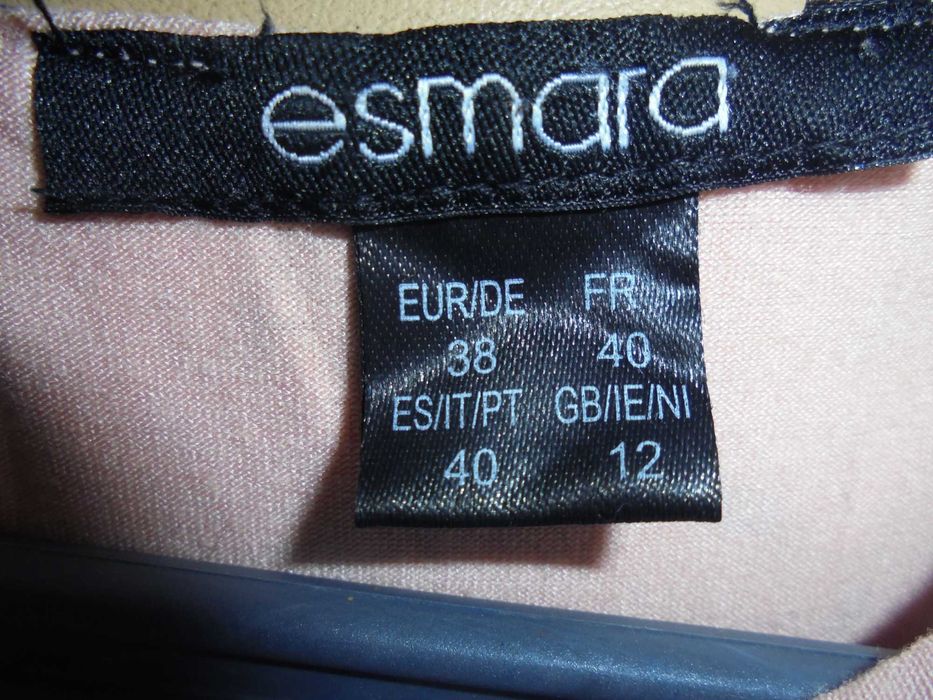 esmara
EUR/DE FR
38 40
ES/IT/PT GB/IE/NI
40 12